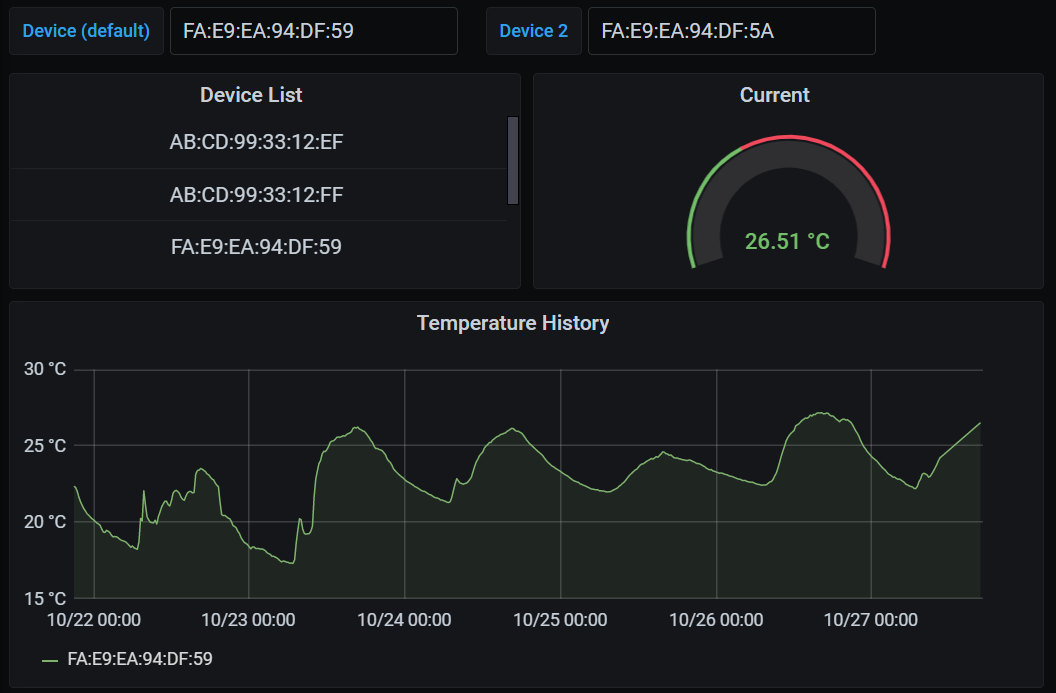 Device (default) FA:E9:EA:94:DF:59 Device 2 FA:E9:EA:94:DF:5A
Device List
AB:CD:99:33:12:EF
AB:CD:99:33:12:FF
FA:E9:EA:94:DF:59
Current
26.51 °C
Temperature History
30 °C
25 °C
20 °C
15 °C
10/22 00:00 10/23 00:00 10/24 00:00 10/25 00:00 10/26 00:00 10/27 00:00
FA:E9:EA:94:DF:59